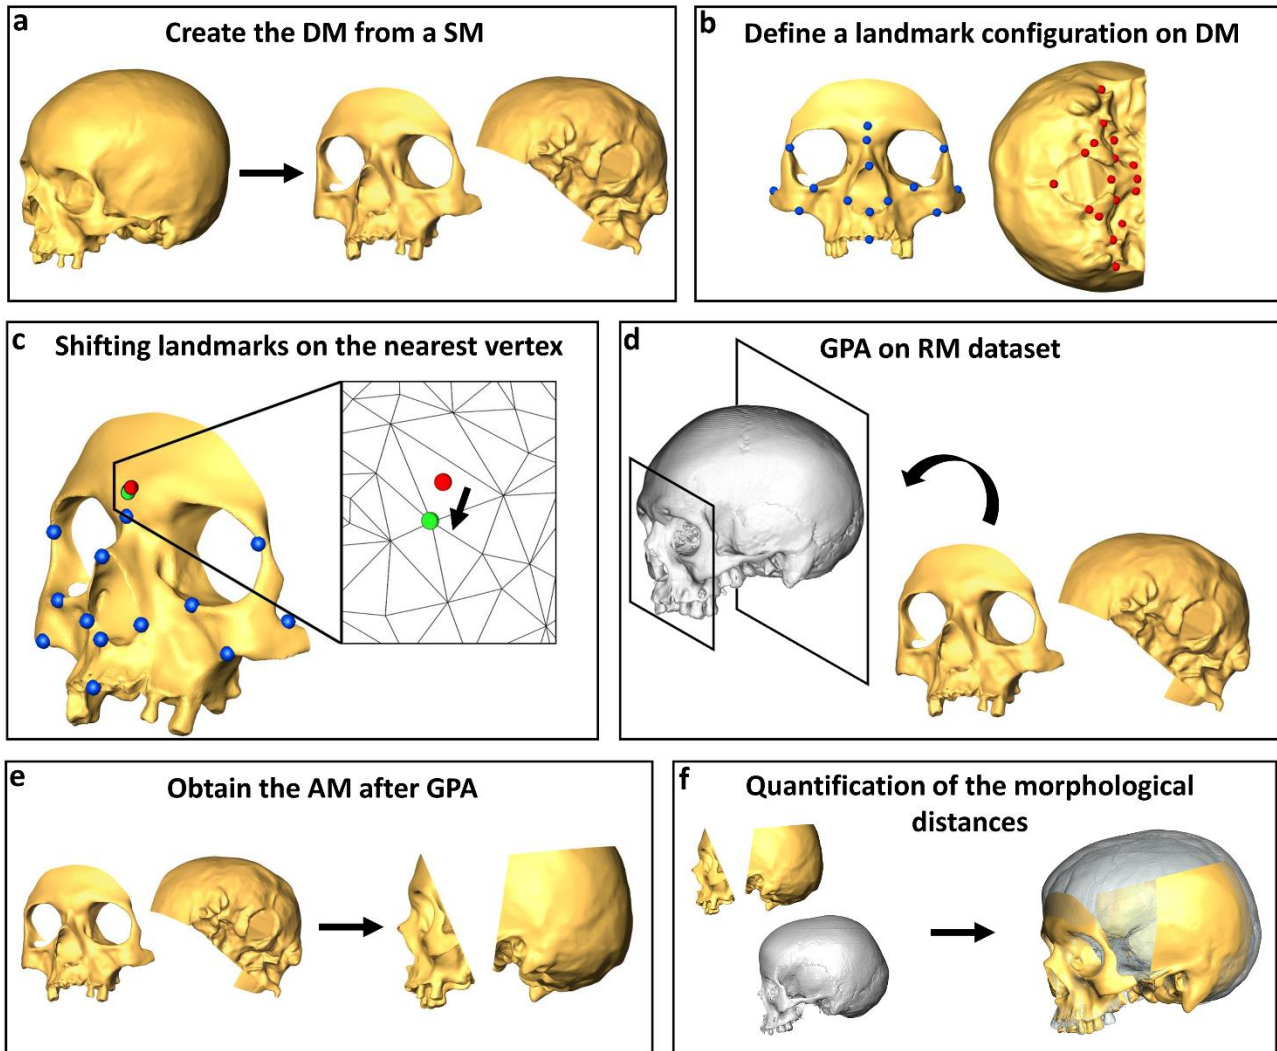 a
Create the DM from a SM
b
Define a landmark configuration on DM
c
Shifting landmarks on the nearest vertex
d
GPA on RM dataset
e
Obtain the AM after GPA
f
Quantification of the morphological
distances